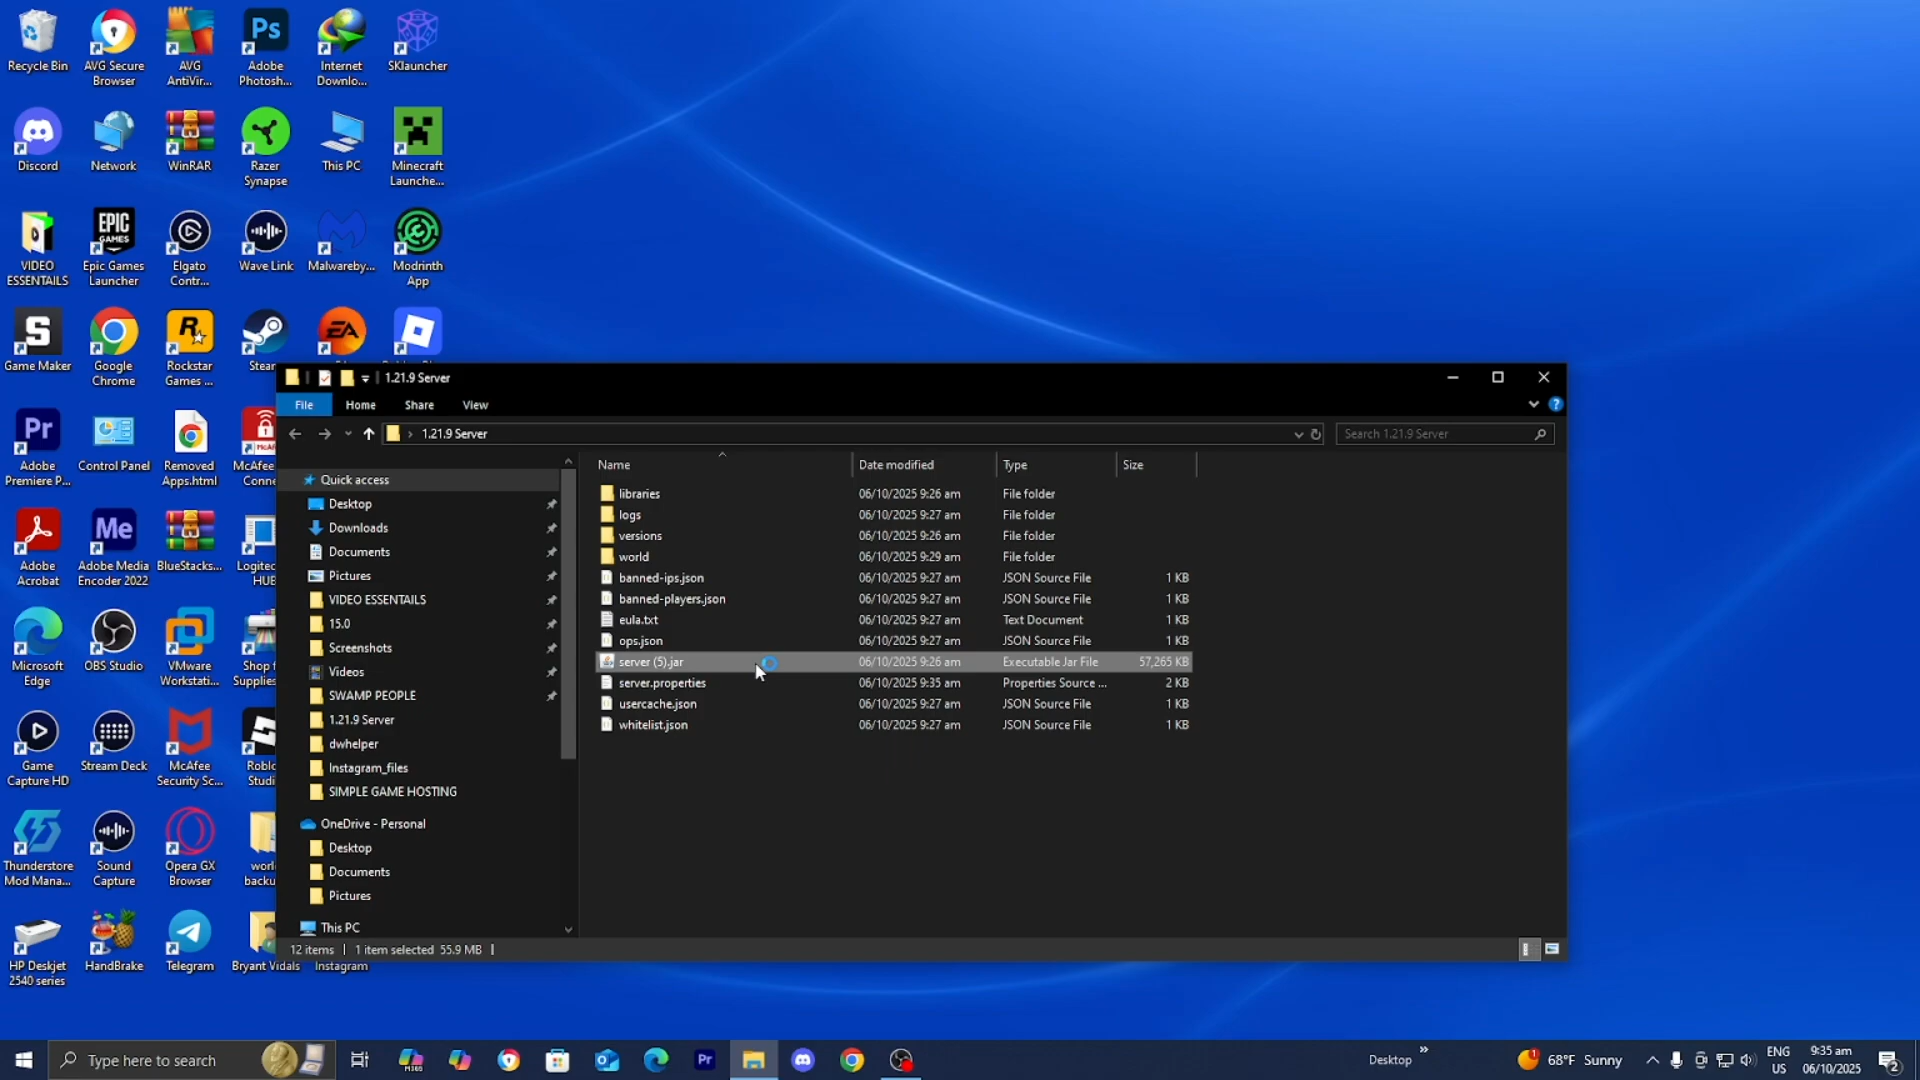 Recycle Bin
AVG Secure Browser
AVG AntiVir...
Adobe Photosh...
Internet Downlo...
SKlauncher
Discord
Network
WinRAR
Razer Synapse
This PC
Minecraft Launche...
VIDEO ESSENTAILS
Epic Games Launcher
Elgato Contr...
Wave Link
Malwareby...
Modrinth App
Game Maker
Google Chrome
Rockstar Games ...
Adobe Premiere P...
Control Panel
Removed Apps.html
Adobe Acrobat
Adobe Media Encoder 2022
BlueStacks...
Microsoft Edge
OBS Studio
VMware Workstati...
Game Capture HD
Stream Deck
McAfee Security Sc...
Thunderstore Mod Mana...
Sound Capture
Opera GX Browser
HP Deskjet 2540 series
HandBrake
Telegram
Bryant Vidals
Instagram
1.21.9 Server
File Home Share View
1.21.9 Server
Search 1.21.9 Server
Quick access
Desktop
Downloads
Documents
Pictures
VIDEO ESSENTAILS
15.0
Screenshots
Videos
SWAMP PEOPLE
1.21.9 Server
dwhelper
Instagram_files
SIMPLE GAME HOSTING
OneDrive - Personal
Desktop
Documents
Pictures
This PC
Name Date modified Type Size
libraries 06/10/2025 9:26 am File folder
logs 06/10/2025 9:27 am File folder
versions 06/10/2025 9:26 am File folder
world 06/10/2025 9:29 am File folder
banned-ips.json 06/10/2025 9:27 am JSON Source File 1 KB
banned-players.json 06/10/2025 9:27 am JSON Source File 1 KB
eula.txt 06/10/2025 9:27 am Text Document 1 KB
ops.json 06/10/2025 9:27 am JSON Source File 1 KB
server (5).jar 06/10/2025 9:26 am Executable Jar File 57,265 KB
server.properties 06/10/2025 9:35 am Properties Source ... 2 KB
usercache.json 06/10/2025 9:27 am JSON Source File 1 KB
whitelist.json 06/10/2025 9:27 am JSON Source File 1 KB
12 items 1 item selected 55.9 MB
Type here to search
Desktop
68°F Sunny
ENG
US
9:35 am
06/10/2025